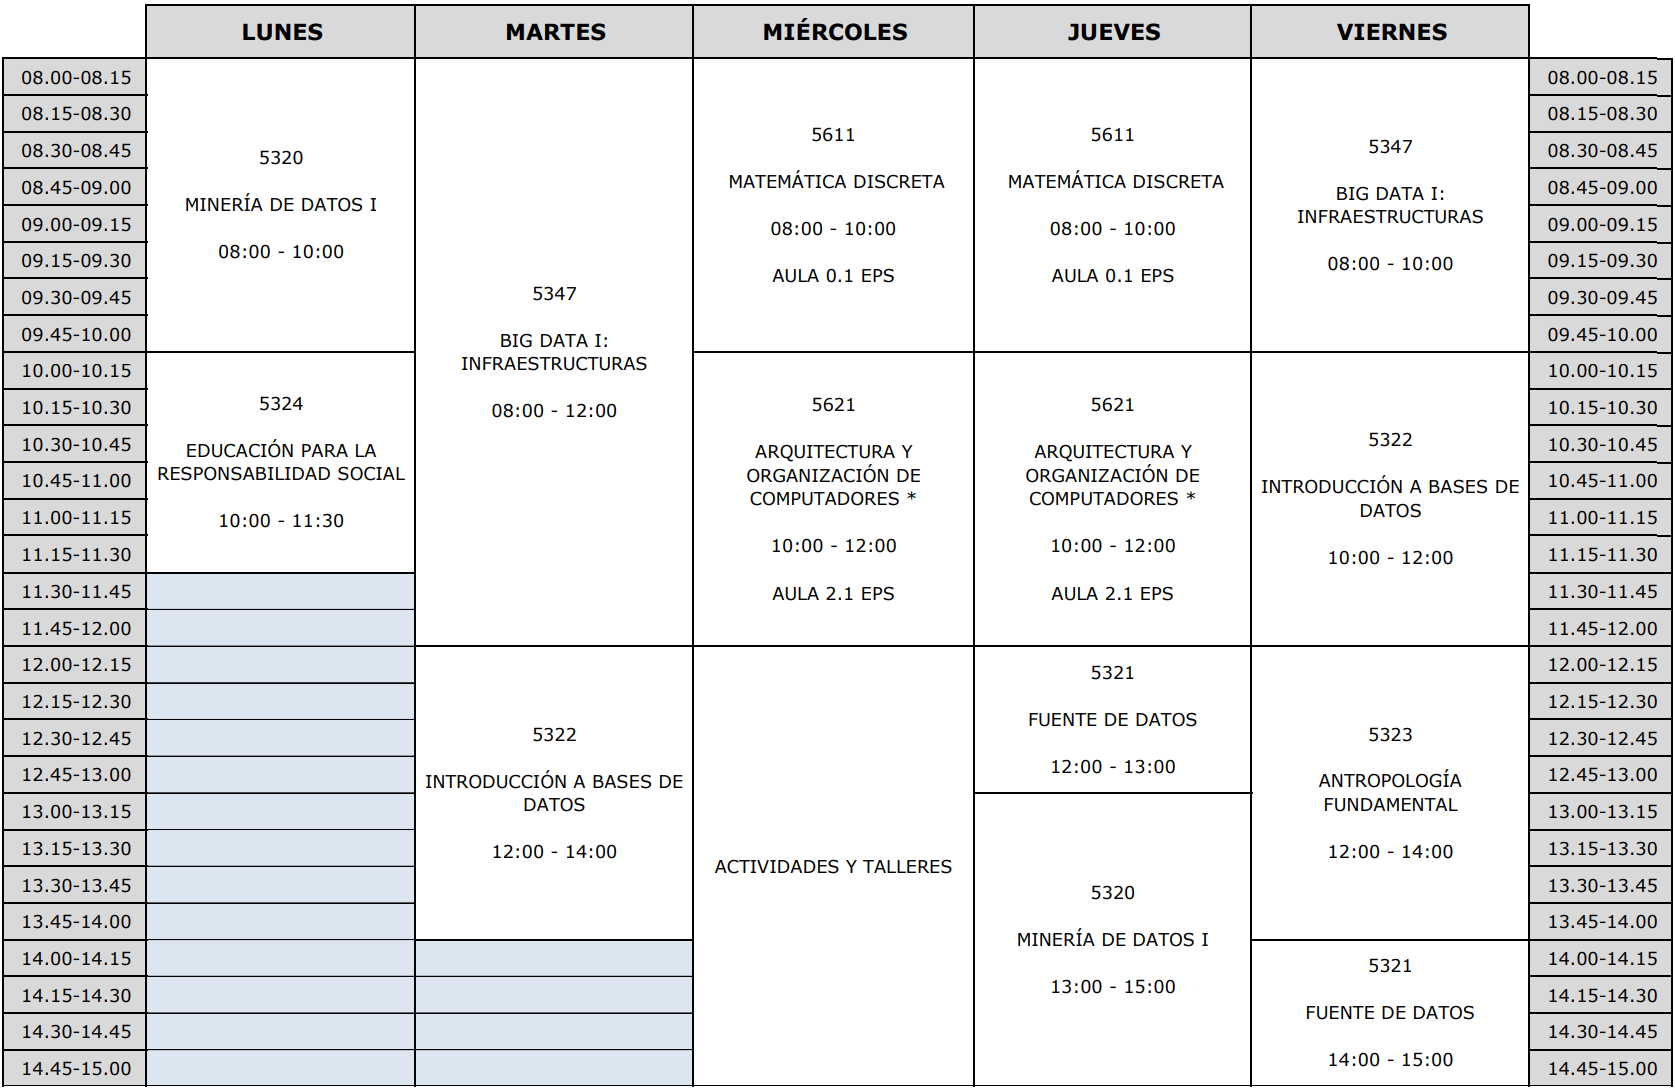 LUNES
MARTES
MIÉRCOLES
JUEVES
VIERNES
08.00-08.15
08.15-08.30
08.30-08.45
08.45-09.00
09.00-09.15
09.15-09.30
09.30-09.45
09.45-10.00
10.00-10.15
10.15-10.30
10.30-10.45
10.45-11.00
11.00-11.15
11.15-11.30
11.30-11.45
11.45-12.00
12.00-12.15
12.15-12.30
12.30-12.45
12.45-13.00
13.00-13.15
13.15-13.30
13.30-13.45
13.45-14.00
14.00-14.15
14.15-14.30
14.30-14.45
14.45-15.00
5320
MINERÍA DE DATOS I
08:00 - 10:00
5324
EDUCACIÓN PARA LA
RESPONSABILIDAD SOCIAL
10:00 - 11:30
5347
BIG DATA I:
INFRAESTRUCTURAS
08:00 - 12:00
5322
INTRODUCCIÓN A BASES DE
DATOS
12:00 - 14:00
5611
MATEMÁTICA DISCRETA
08:00 - 10:00
AULA 0.1 EPS
5621
ARQUITECTURA Y
ORGANIZACIÓN DE
COMPUTADORES *
10:00 - 12:00
AULA 2.1 EPS
ACTIVIDADES Y TALLERES
5611
MATEMÁTICA DISCRETA
08:00 - 10:00
AULA 0.1 EPS
5621
ARQUITECTURA Y
ORGANIZACIÓN DE
COMPUTADORES *
10:00 - 12:00
AULA 2.1 EPS
5321
FUENTE DE DATOS
12:00 - 13:00
5320
MINERÍA DE DATOS I
13:00 - 15:00
5347
BIG DATA I:
INFRAESTRUCTURAS
08:00 - 10:00
5322
INTRODUCCIÓN A BASES DE
DATOS
10:00 - 12:00
5323
ANTROPOLOGÍA
FUNDAMENTAL
12:00 - 14:00
5321
FUENTE DE DATOS
14:00 - 15:00
08.00-08.15
08.15-08.30
08.30-08.45
08.45-09.00
09.00-09.15
09.15-09.30
09.30-09.45
09.45-10.00
10.00-10.15
10.15-10.30
10.30-10.45
10.45-11.00
11.00-11.15
11.15-11.30
11.30-11.45
11.45-12.00
12.00-12.15
12.15-12.30
12.30-12.45
12.45-13.00
13.00-13.15
13.15-13.30
13.30-13.45
13.45-14.00
14.00-14.15
14.15-14.30
14.30-14.45
14.45-15.00